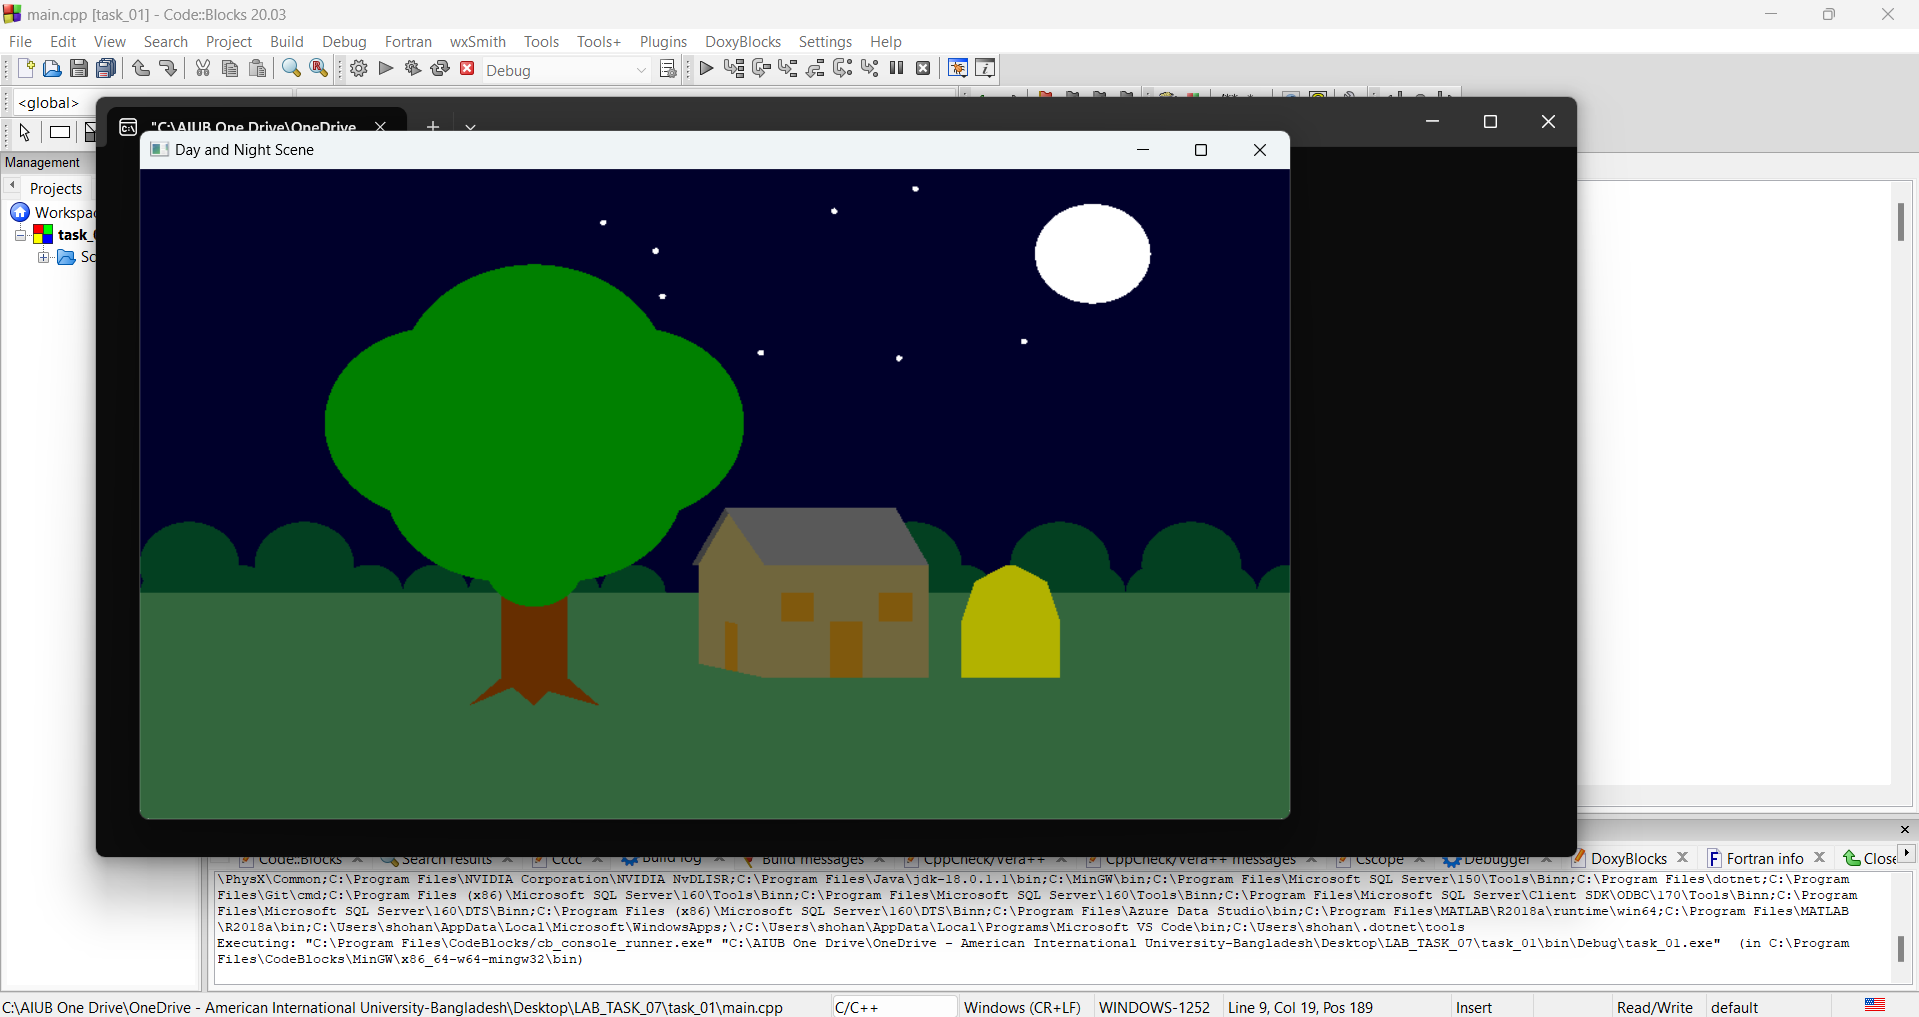 main.cpp [task_01] - Code::Blocks 20.03
File Edit View Search Project Build Debug Fortran wxSmith Tools Tools+ Plugins DoxyBlocks Settings Help
Debug
<global>
"C:\AIUB One Drive\OneDrive
Day and Night Scene
Management
Projects
Workspa
task_
So
Code::Blocks Search results Cccc Build log Build messages CppCheck/Vera++ CppCheck/Vera++ messages Cscope Debugger DoxyBlocks Fortran info Close
\PhysX\Common;C:\Program Files\NVIDIA Corporation\NVIDIA NvDLISR;C:\Program Files\Java\jdk-18.0.1.1\bin;C:\MinGW\bin;C:\Program Files\Microsoft SQL Server\150\Tools\Binn;C:\Program Files\dotnet;C:\Program
Files\Git\cmd;C:\Program Files (x86)\Microsoft SQL Server\160\Tools\Binn;C:\Program Files\Microsoft SQL Server\160\Tools\Binn;C:\Program Files\Microsoft SQL Server\Client SDK\ODBC\170\Tools\Binn;C:\Program
Files\Microsoft SQL Server\160\DTS\Binn;C:\Program Files (x86)\Microsoft SQL Server\160\DTS\Binn;C:\Program Files\Azure Data Studio\bin;C:\Program Files\MATLAB\R2018a\runtime\win64;C:\Program Files\MATLAB
\R2018a\bin;C:\Users\shohan\AppData\Local\Microsoft\WindowsApps;\;C:\Users\shohan\AppData\Local\Programs\Microsoft VS Code\bin;C:\Users\shohan\.dotnet\tools
Executing: "C:\Program Files\CodeBlocks/cb_console_runner.exe" "C:\AIUB One Drive\OneDrive - American International University-Bangladesh\Desktop\LAB_TASK_07\task_01\bin\Debug\task_01.exe" (in C:\Program
Files\CodeBlocks\MinGW\x86_64-w64-mingw32\bin)
C:\AIUB One Drive\OneDrive - American International University-Bangladesh\Desktop\LAB_TASK_07\task_01\main.cpp C/C++ Windows (CR+LF) WINDOWS-1252 Line 9, Col 19, Pos 189 Insert Read/Write default